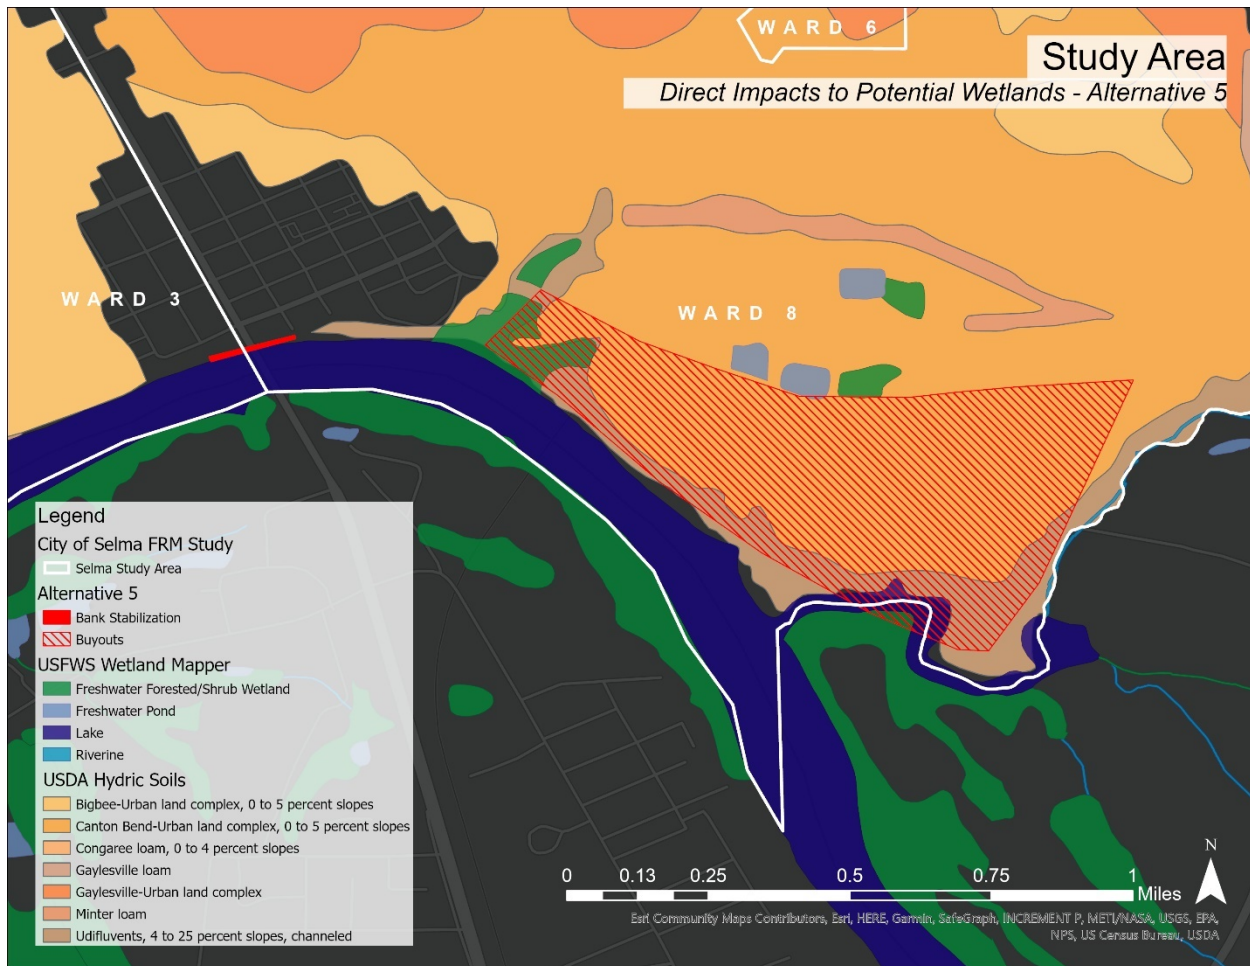 WARD 6
Study Area
Direct Impacts to Potential Wetlands - Alternative 5
WARD 3
WARD 8
Legend
City of Selma FRM Study
Selma Study Area
Alternative 5
Bank Stabilization
Buyouts
USFWS Wetland Mapper
Freshwater Forested/Shrub Wetland
Freshwater Pond
Lake
Riverine
USDA Hydric Soils
Bigbee-Urban land complex, 0 to 5 percent slopes
Canton Bend-Urban land complex, 0 to 5 percent slopes
Congaree loam, 0 to 4 percent slopes
Gaylesville loam
Gaylesville-Urban land complex
Minter loam
Udifluvents, 4 to 25 percent slopes, channeled
N
0 0.13 0.25 0.5 0.75 1
Miles
Esri Community Maps Contributors, Esri, HERE, Garmin, SafeGraph, INCREMENT P, METI/NASA, USGS, EPA,
NPS, US Census Bureau, USDA